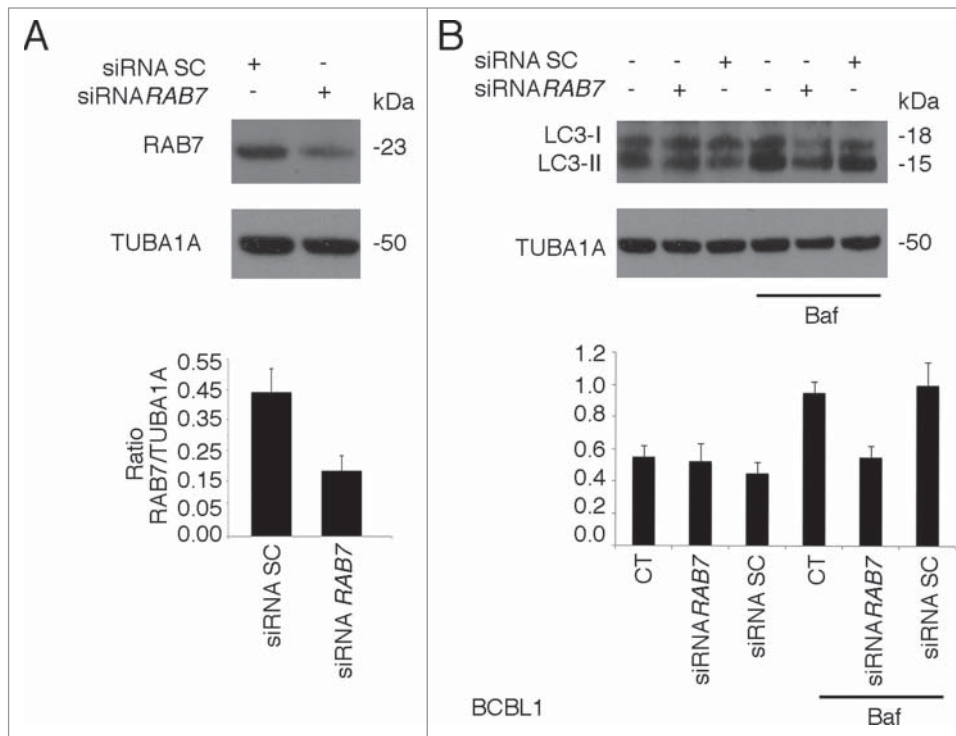 A
siRNA SC + -
siRNA RAB7 - +
kDa
RAB7 -23
TUBA1A -50
0.55
0.45
0.35
0.25
0.15
0.05
0.00
Ratio
RAB7/TUBA1A
siRNA SC
siRNA RAB7
B
siRNA SC - - + - - +
siRNA RAB7 - + - - + -
kDa
LC3-I -18
LC3-II -15
TUBA1A -50
Baf
1.2
1.0
0.8
0.6
0.4
0.2
0.0
CT
siRNA RAB7
siRNA SC
CT
siRNA RAB7
siRNA SC
Baf
BCBL1